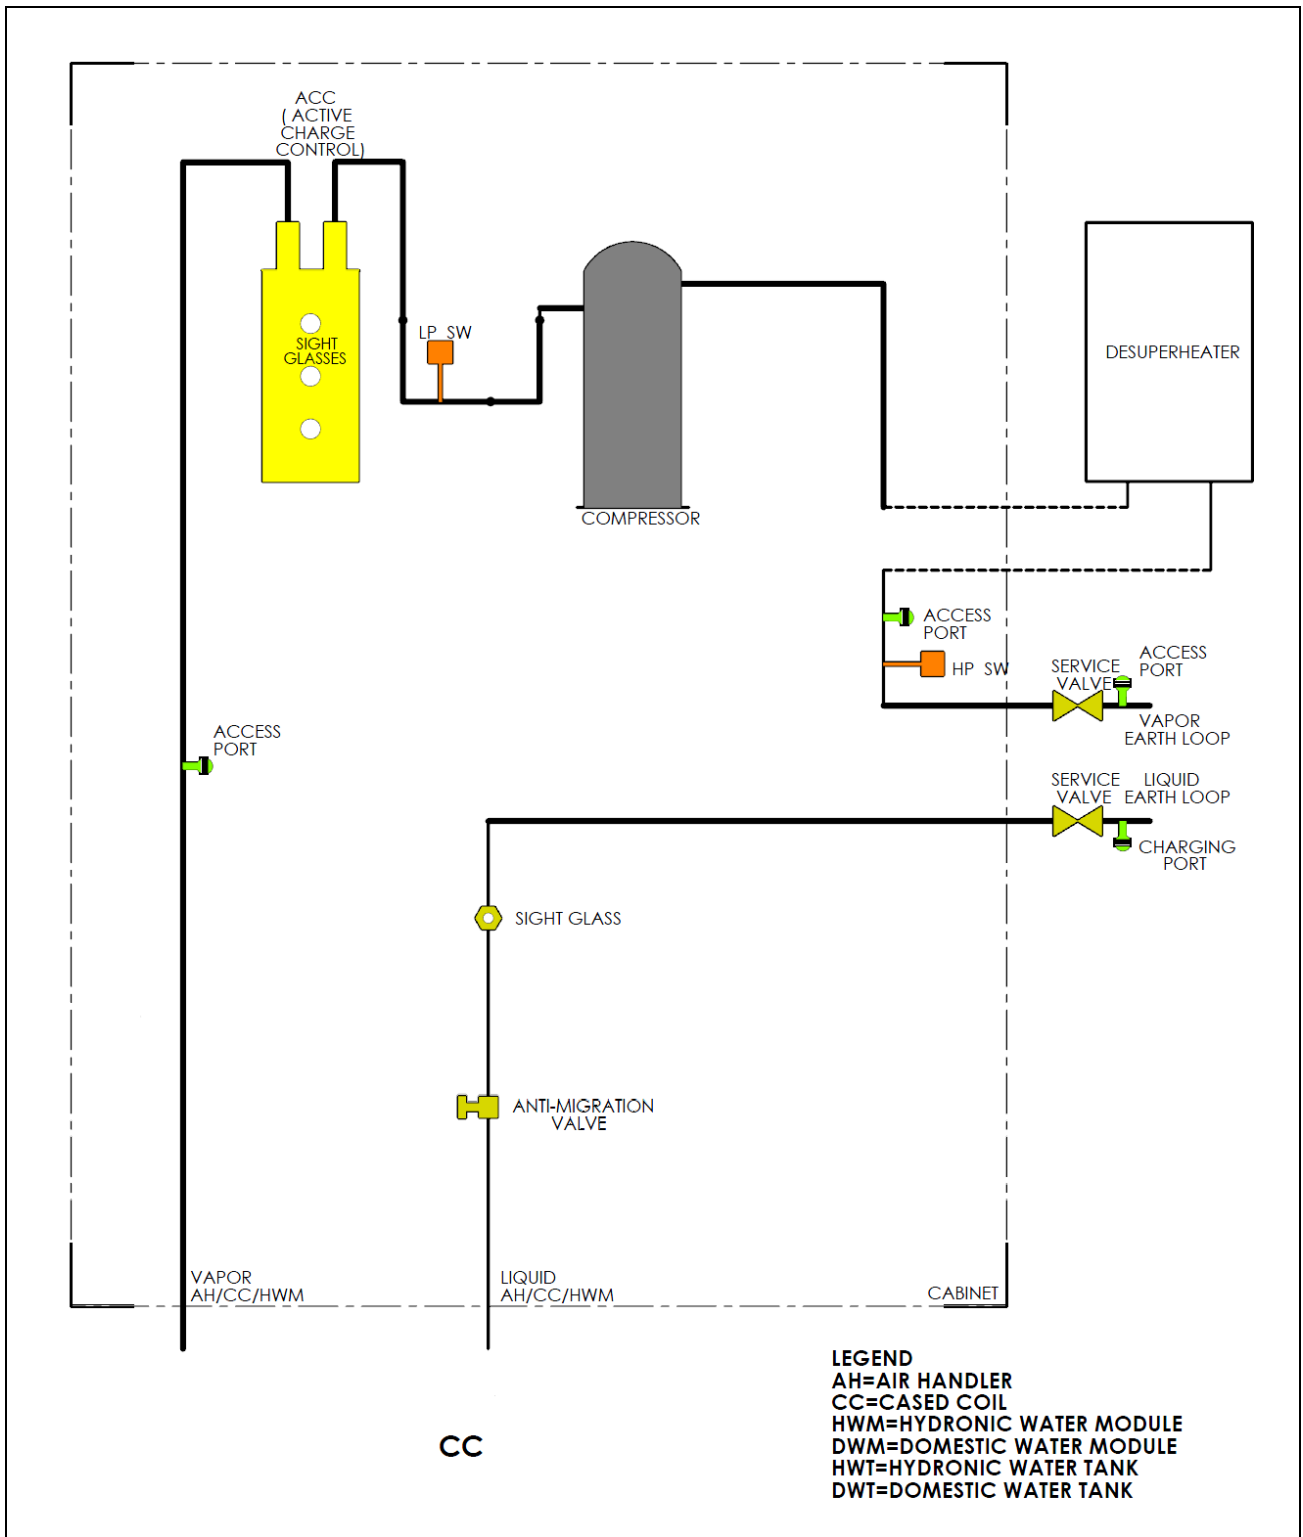 ACC
( ACTIVE
CHARGE
CONTROL)
SIGHT
GLASSES
LP SW
COMPRESSOR
DESUPERHEATER
ACCESS
PORT
HP SW
SERVICE
VALVE
ACCESS
PORT
VAPOR
EARTH LOOP
ACCESS
PORT
SERVICE
VALVE
LIQUID
EARTH LOOP
CHARGING
PORT
SIGHT GLASS
ANTI-MIGRATION
VALVE
VAPOR
AH/CC/HWM
LIQUID
AH/CC/HWM
CABINET
CC
LEGEND
AH=AIR HANDLER
CC=CASED COIL
HWM=HYDRONIC WATER MODULE
DWM=DOMESTIC WATER MODULE
HWT=HYDRONIC WATER TANK
DWT=DOMESTIC WATER TANK